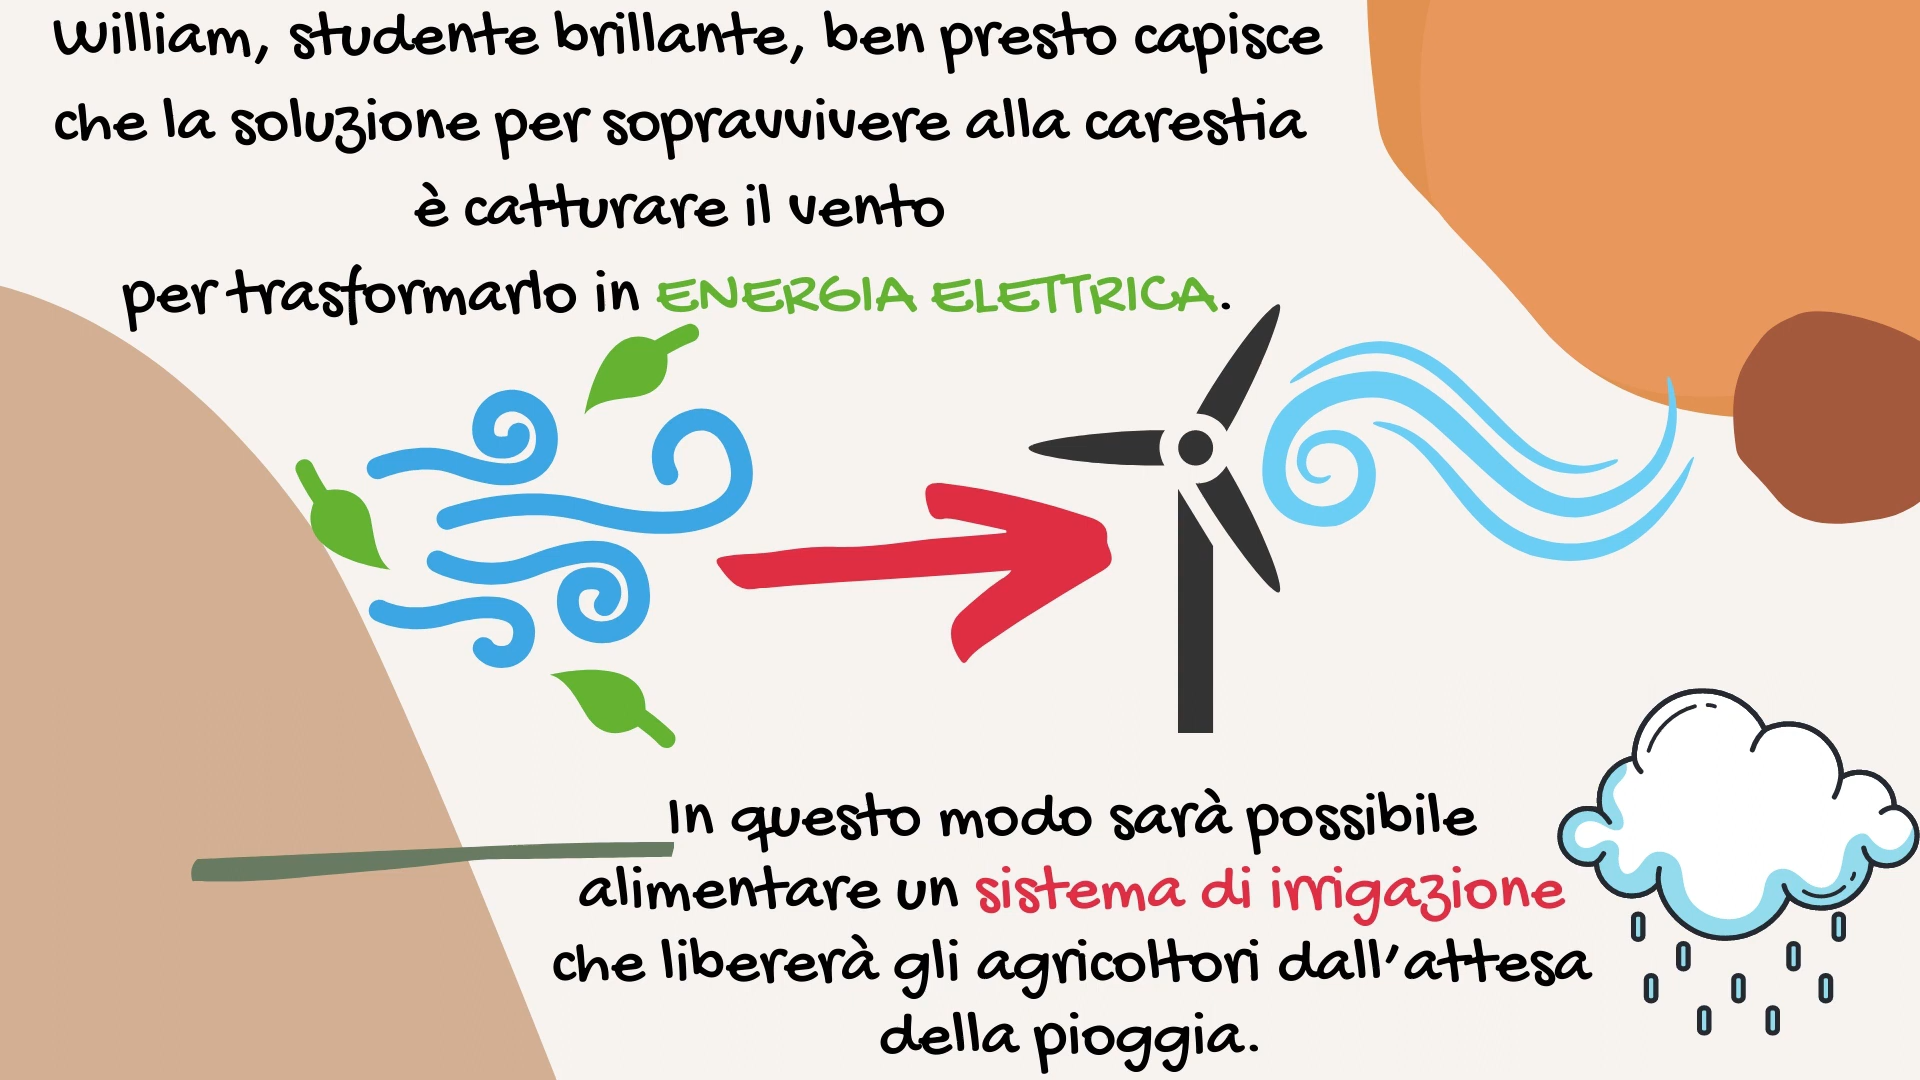 William, studente brillante, ben presto capisce
che la soluzione per sopravvivere alla carestia
è catturare il vento
per trasformarlo in ENERGIA ELETTRICA.
In questo modo sarà possibile
alimentare un sistema di irrigazione
che libererà gli agricoltori dall'attesa
della pioggia.